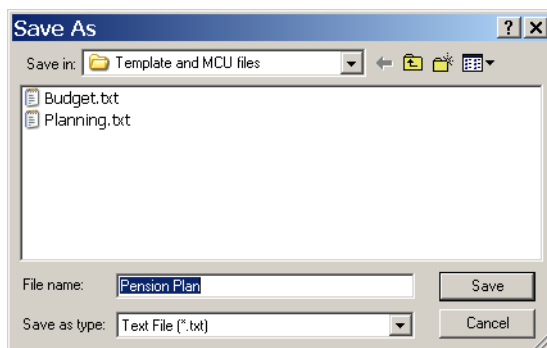 Save As
Save in: Template and MCU files
Budget.txt
Planning.txt
File name: Pension Plan Save
Save as type: Text File (*.txt) Cancel